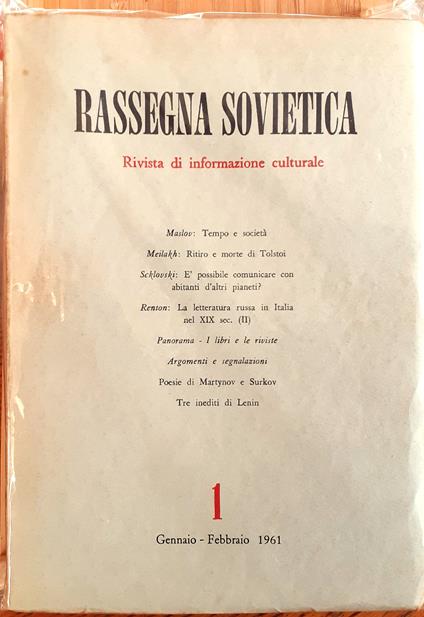 RASSEGNA SOVIETICA
Rivista di informazione culturale
Maslov: Tempo e società
Meilakh: Ritiro e morte di Tolstoi
Scklovski: E' possibile comunicare con
abitanti d'altri pianeti?
Renton: La letteratura russa in Italia
nel XIX sec. (II)
Panorama - I libri e le riviste
Argomenti e segnalazioni
Poesie di Martynov e Surkov
Tre inediti di Lenin
1
Gennaio - Febbraio 1961